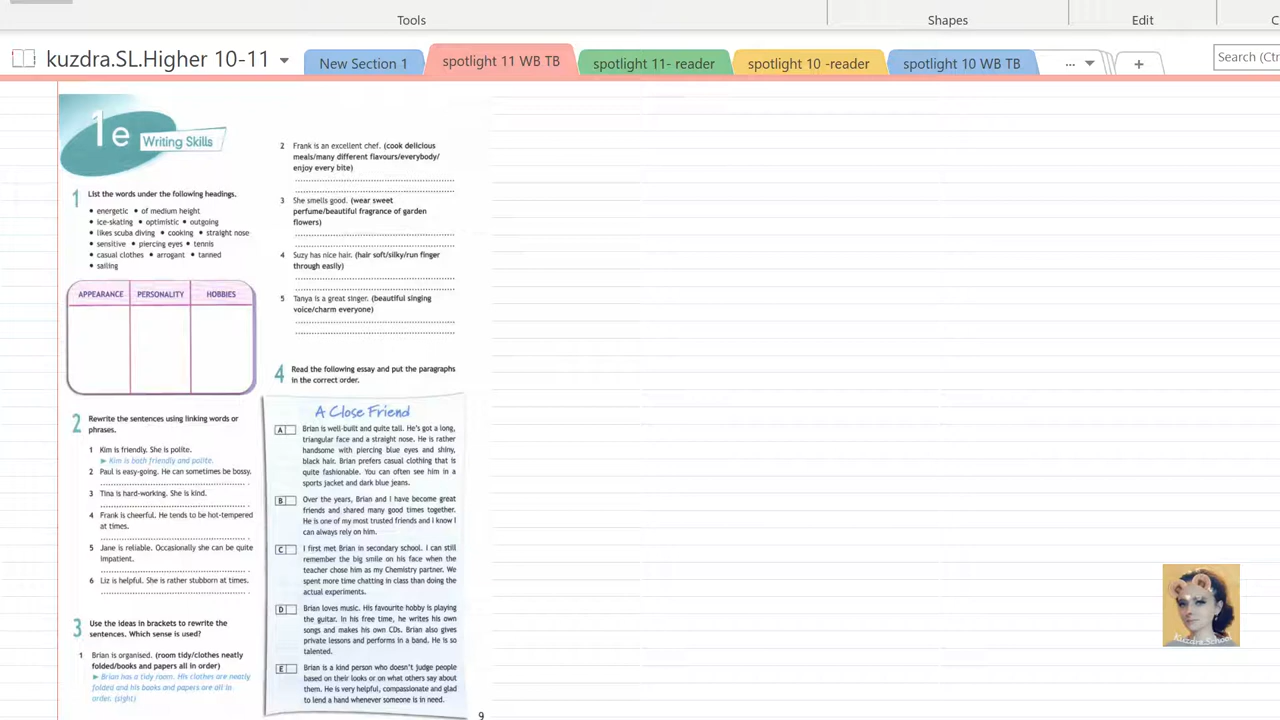 Tools
Shapes
Edit
kuzdra.SL.Higher 10-11
New Section 1
spotlight 11 WB TB
spotlight 11- reader
spotlight 10 -reader
spotlight 10 WB TB
...
+
Search (Ctr
1e
Writing Skills
1 List the words under the following headings.
• energetic • of medium height
• ice-skating • optimistic • outgoing
• likes scuba diving • cooking • straight nose
• sensitive • piercing eyes • tennis
• casual clothes • arrogant • tanned
• sailing
APPEARANCE PERSONALITY HOBBIES
2 Rewrite the sentences using linking words or
phrases.
1 Kim is friendly. She is polite.
► Kim is both friendly and polite.
2 Paul is easy-going. He can sometimes be bossy.
3 Tina is hard-working. She is kind.
4 Frank is cheerful. He tends to be hot-tempered
at times.
5 Jane is reliable. Occasionally she can be quite
impatient.
6 Liz is helpful. She is rather stubborn at times.
3 Use the ideas in brackets to rewrite the
sentences. Which sense is used?
1 Brian is organised. (room tidy/clothes neatly
folded/books and papers all in order)
► Brian has a tidy room. His clothes are neatly
folded and his books and papers are all in
order. (sight)
2 Frank is an excellent chef. (cook delicious
meals/many different flavours/everybody/
enjoy every bite)
3 She smells good. (wear sweet
perfume/beautiful fragrance of garden
flowers)
4 Suzy has nice hair. (hair soft/silky/run finger
through easily)
5 Tanya is a great singer. (beautiful singing
voice/charm everyone)
4 Read the following essay and put the paragraphs
in the correct order.
A Close Friend
A Brian is well-built and quite tall. He's got a long,
triangular face and a straight nose. He is rather
handsome with piercing blue eyes and shiny,
black hair. Brian prefers casual clothing that is
quite fashionable. You can often see him in a
sports jacket and dark blue jeans.
B Over the years, Brian and I have become great
friends and shared many good times together.
He is one of my most trusted friends and I know I
can always rely on him.
C I first met Brian in secondary school. I can still
remember the big smile on his face when the
teacher chose him as my Chemistry partner. We
spent more time chatting in class than doing the
actual experiments.
D Brian loves music. His favourite hobby is playing
the guitar. In his free time, he writes his own
songs and makes his own CDs. Brian also gives
private lessons and performs in a band. He is so
talented.
E Brian is a kind person who doesn't judge people
based on their looks or on what others say about
them. He is very helpful, compassionate and glad
to lend a hand whenever someone is in need.
9
Kuzdra.School